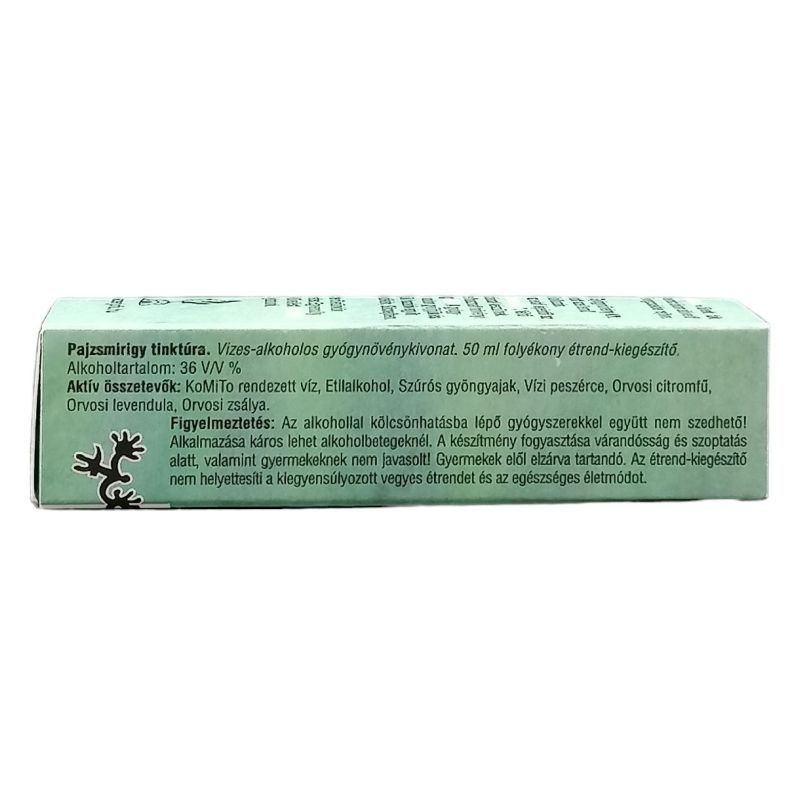 Pajzsmirigy tinktúra. Vizes-alkoholos gyógynövénykivonat. 50 ml folyékony étrend-kiegészítő.
Alkoholtartalom: 36 V/V %
Aktív összetevők: KoMiTo rendezett víz, Etilalkohol, Szúrós gyöngyajak, Vízi peszérce, Orvosi citromfű,
Orvosi levendula, Orvosi zsálya.
Figyelmeztetés: Az alkohollal kölcsönhatásba lépő gyógyszerekkel együtt nem szedhető!
Alkalmazása káros lehet alkoholbetegeknél. A készítmény fogyasztása várandósság és szoptatás
alatt, valamint gyermekeknek nem javasolt! Gyermekek elől elzárva tartandó. Az étrend-kiegészítő
nem helyettesíti a kiegyensúlyozott vegyes étrendet és az egészséges életmódot.